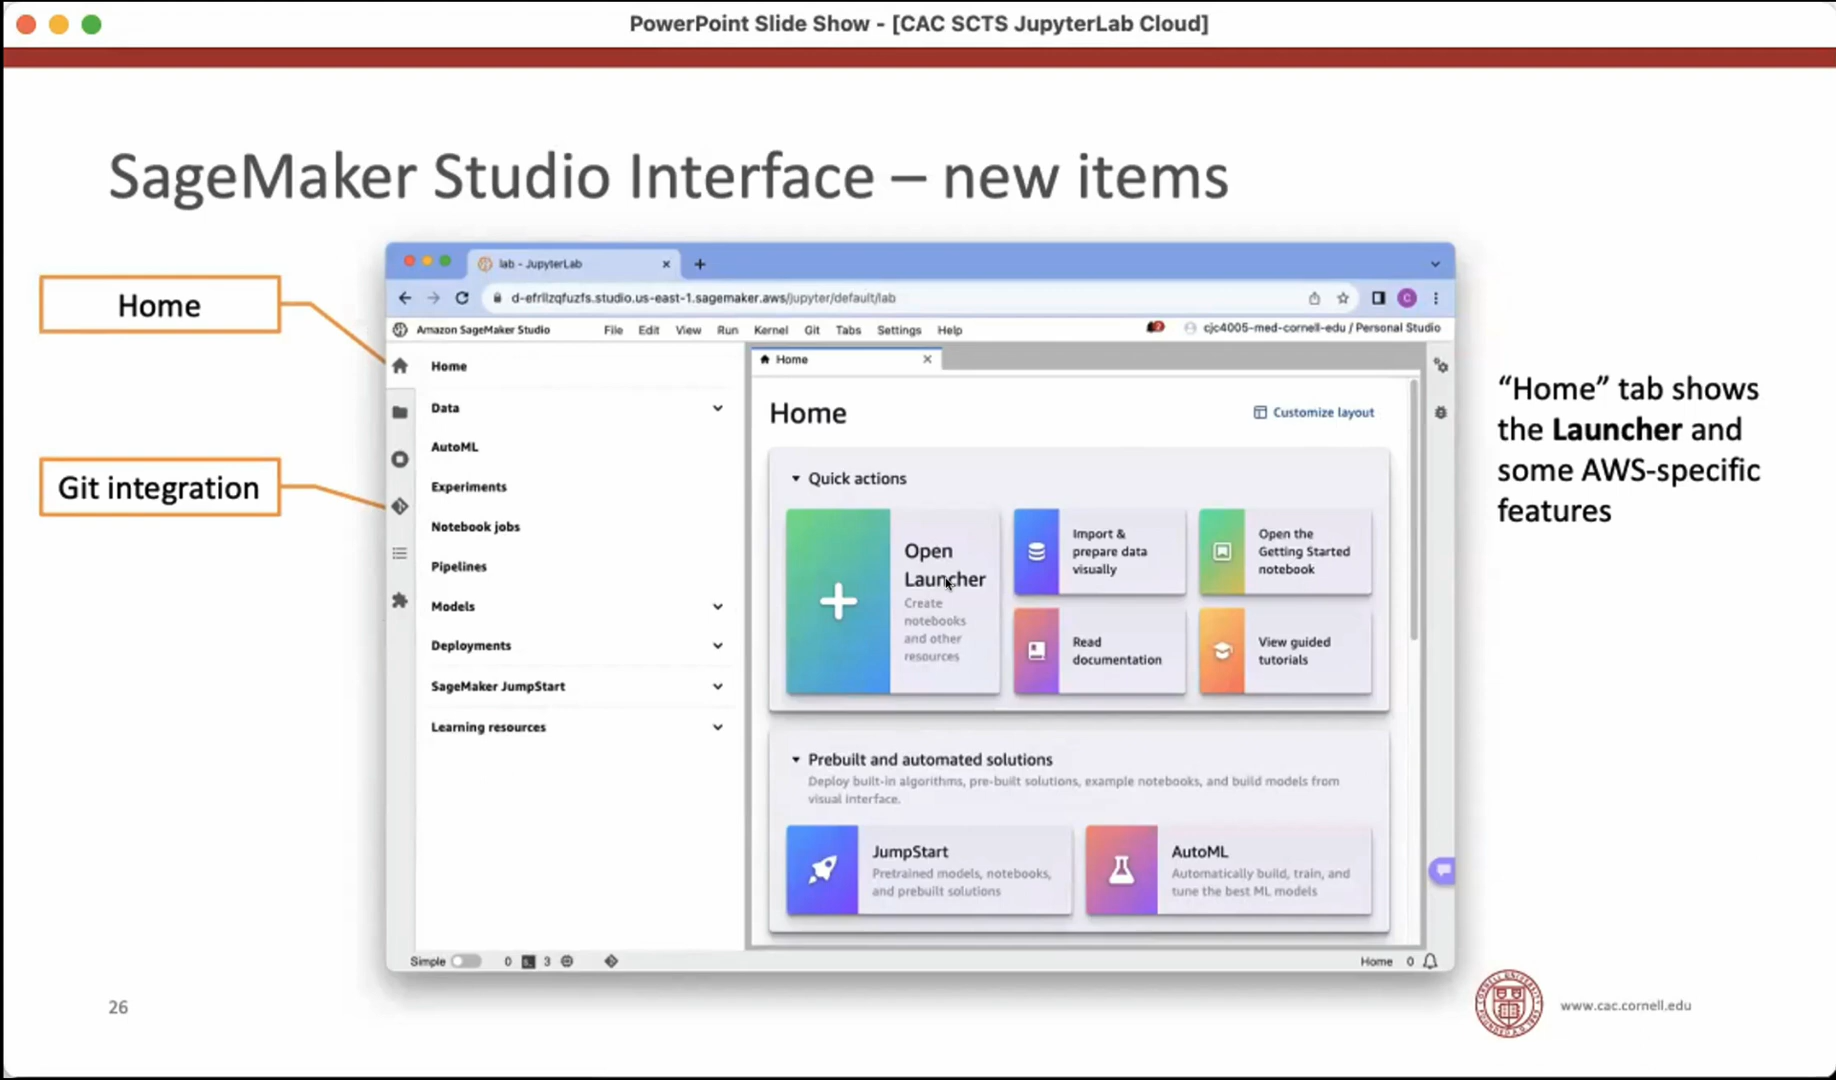 PowerPoint Slide Show - [CAC SCTS JupyterLab Cloud]
SageMaker Studio Interface – new items
Home
Git integration
lab - JupyterLab
d-efrllzqfuzfs.studio.us-east-1.sagemaker.aws/jupyter/default/lab
C
Amazon SageMaker Studio
File Edit View Run Kernel Git Tabs Settings Help
cjc4005-med-cornell-edu / Personal Studio
Home
Data
AutoML
Experiments
Notebook jobs
Pipelines
Models
Deployments
SageMaker JumpStart
Learning resources
Home
Home
Customize layout
Quick actions
Open
Launcher
Create
notebooks
and other
resources
Import &
prepare data
visually
Open the
Getting Started
notebook
Read
documentation
View guided
tutorials
Prebuilt and automated solutions
Deploy built-in algorithms, pre-built solutions, example notebooks, and build models from
visual interface.
JumpStart
Pretrained models, notebooks,
and prebuilt solutions
AutoML
Automatically build, train, and
tune the best ML models
Simple 0 3
Home 0
“Home” tab shows
the Launcher and
some AWS-specific
features
26
www.cac.cornell.edu